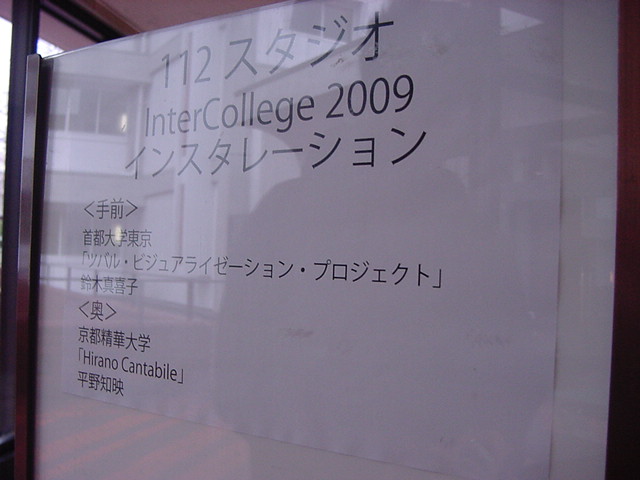 112 スタジオ
InterCollege 2009
インスタレーション
＜手前＞
首都大学東京
「ツバル・ビジュアライゼーション・プロジェクト」
鈴木真喜子
＜奥＞
京都精華大学
「Hirano Cantabile」
平野知映